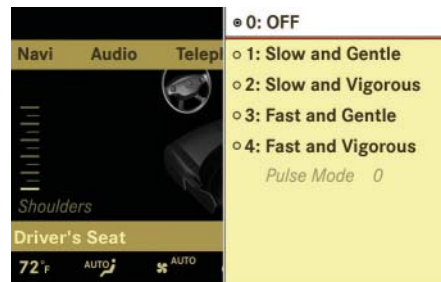 0: OFF
Navi Audio Telep
1: Slow and Gentle
2: Slow and Vigorous
3: Fast and Gentle
4: Fast and Vigorous
Pulse Mode 0
Shoulders
Driver's Seat
72°F AUTO AUTO